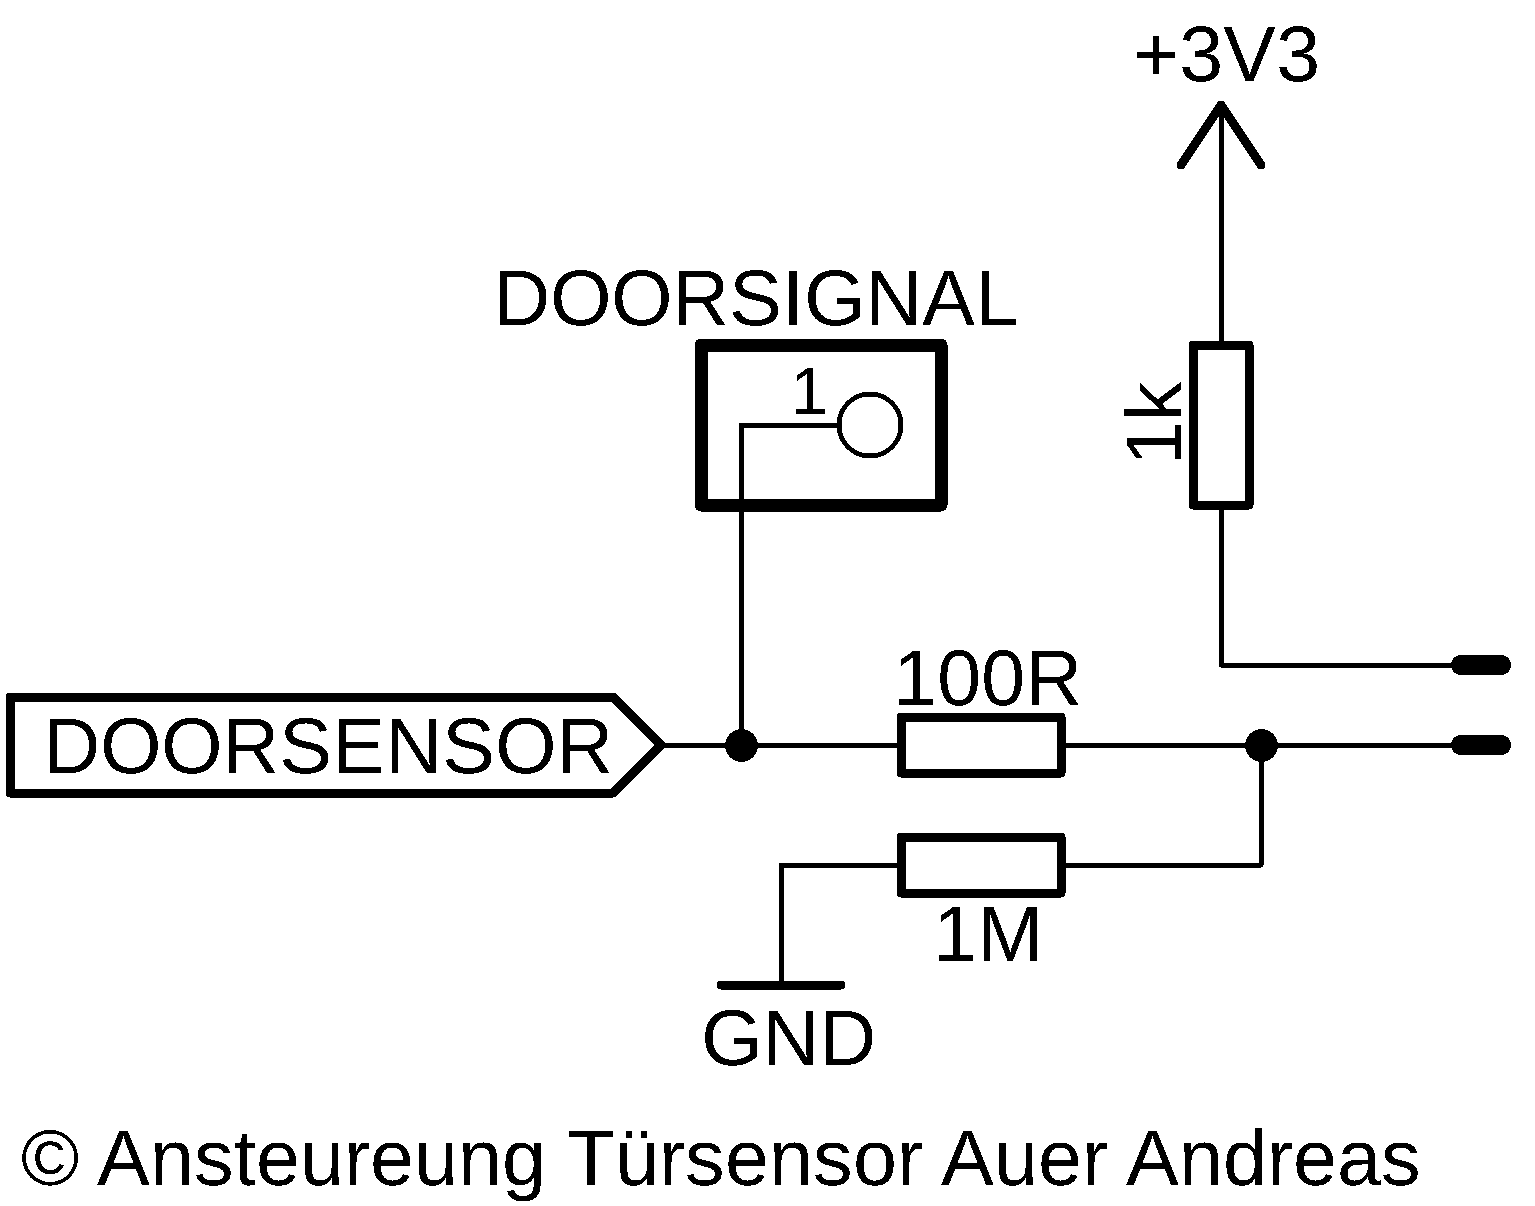 +3V3
DOORSIGNAL
1
1k
100R
DOORSENSOR
1M
GND
© Ansteureung Türsensor Auer Andreas